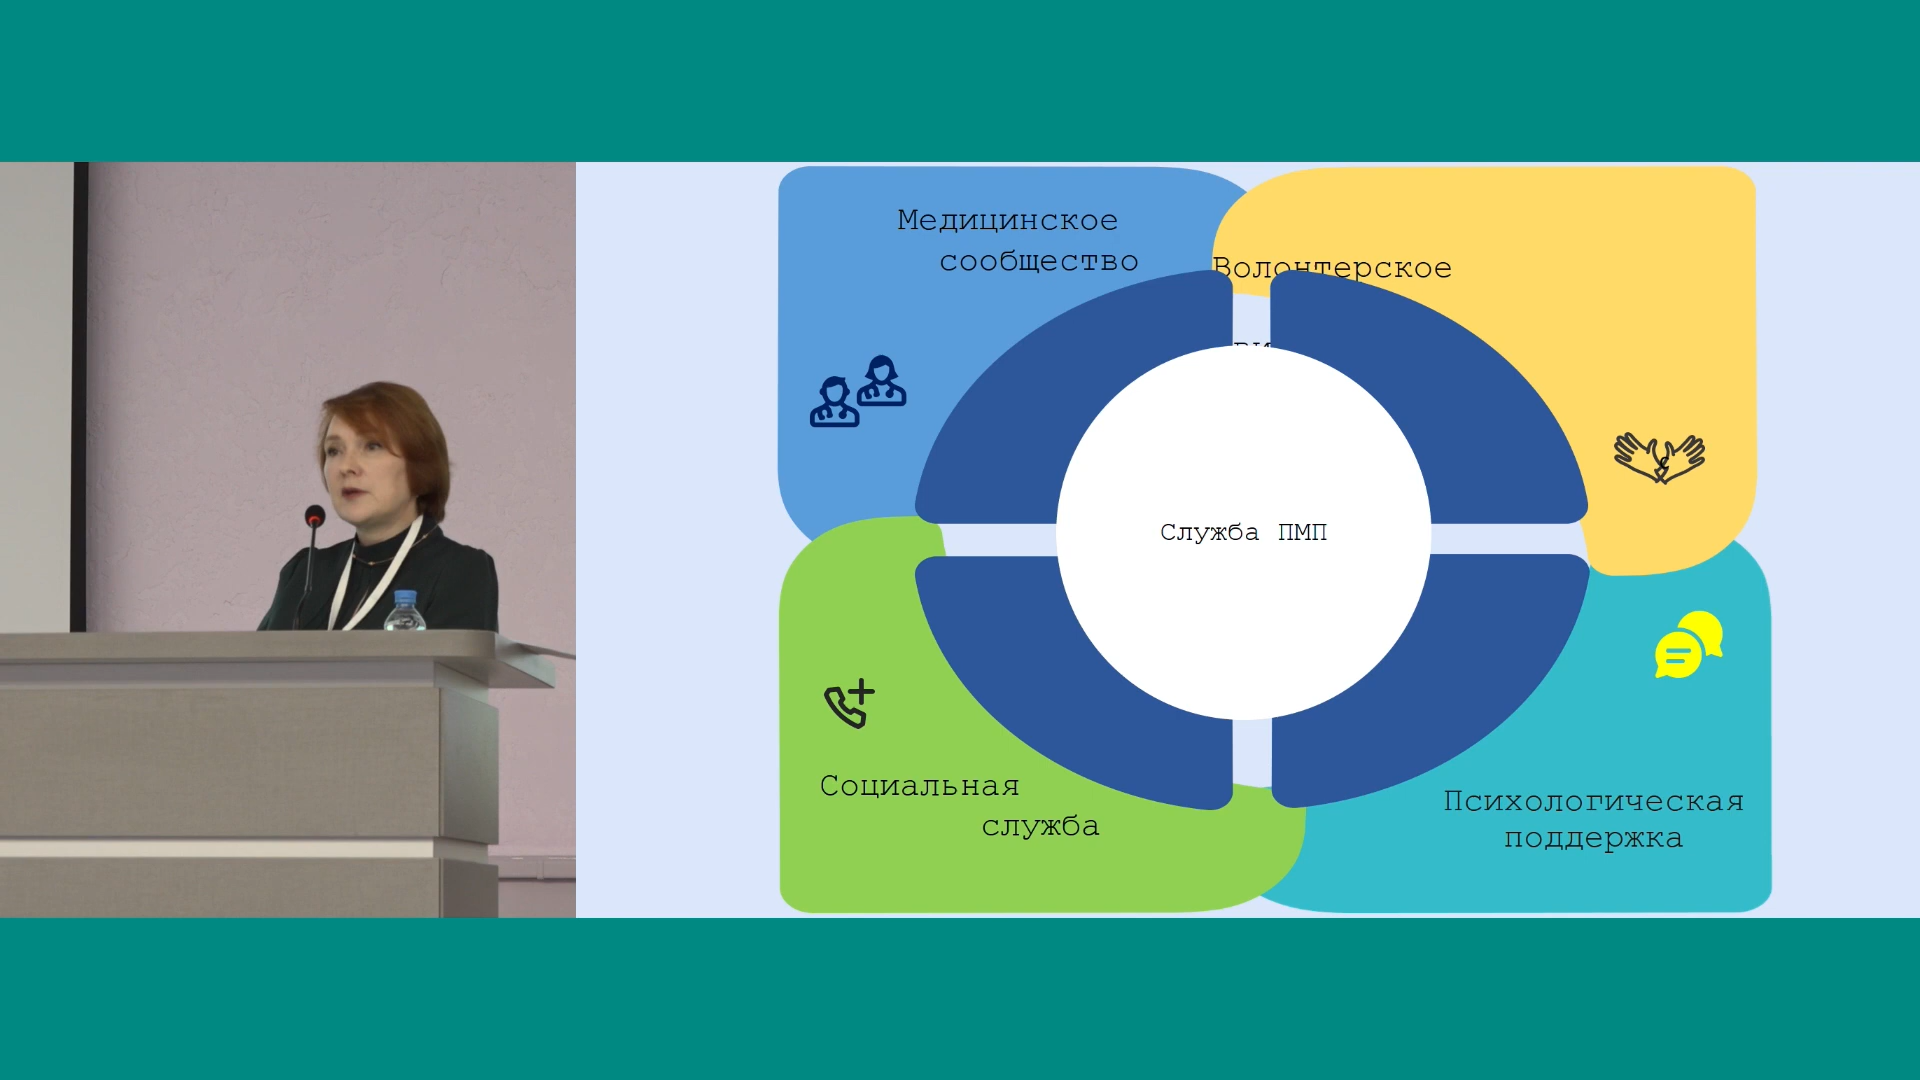 Медицинское
сообщество
Волонтерское
Служба ПМП
Социальная
служба
Психологическая
поддержка